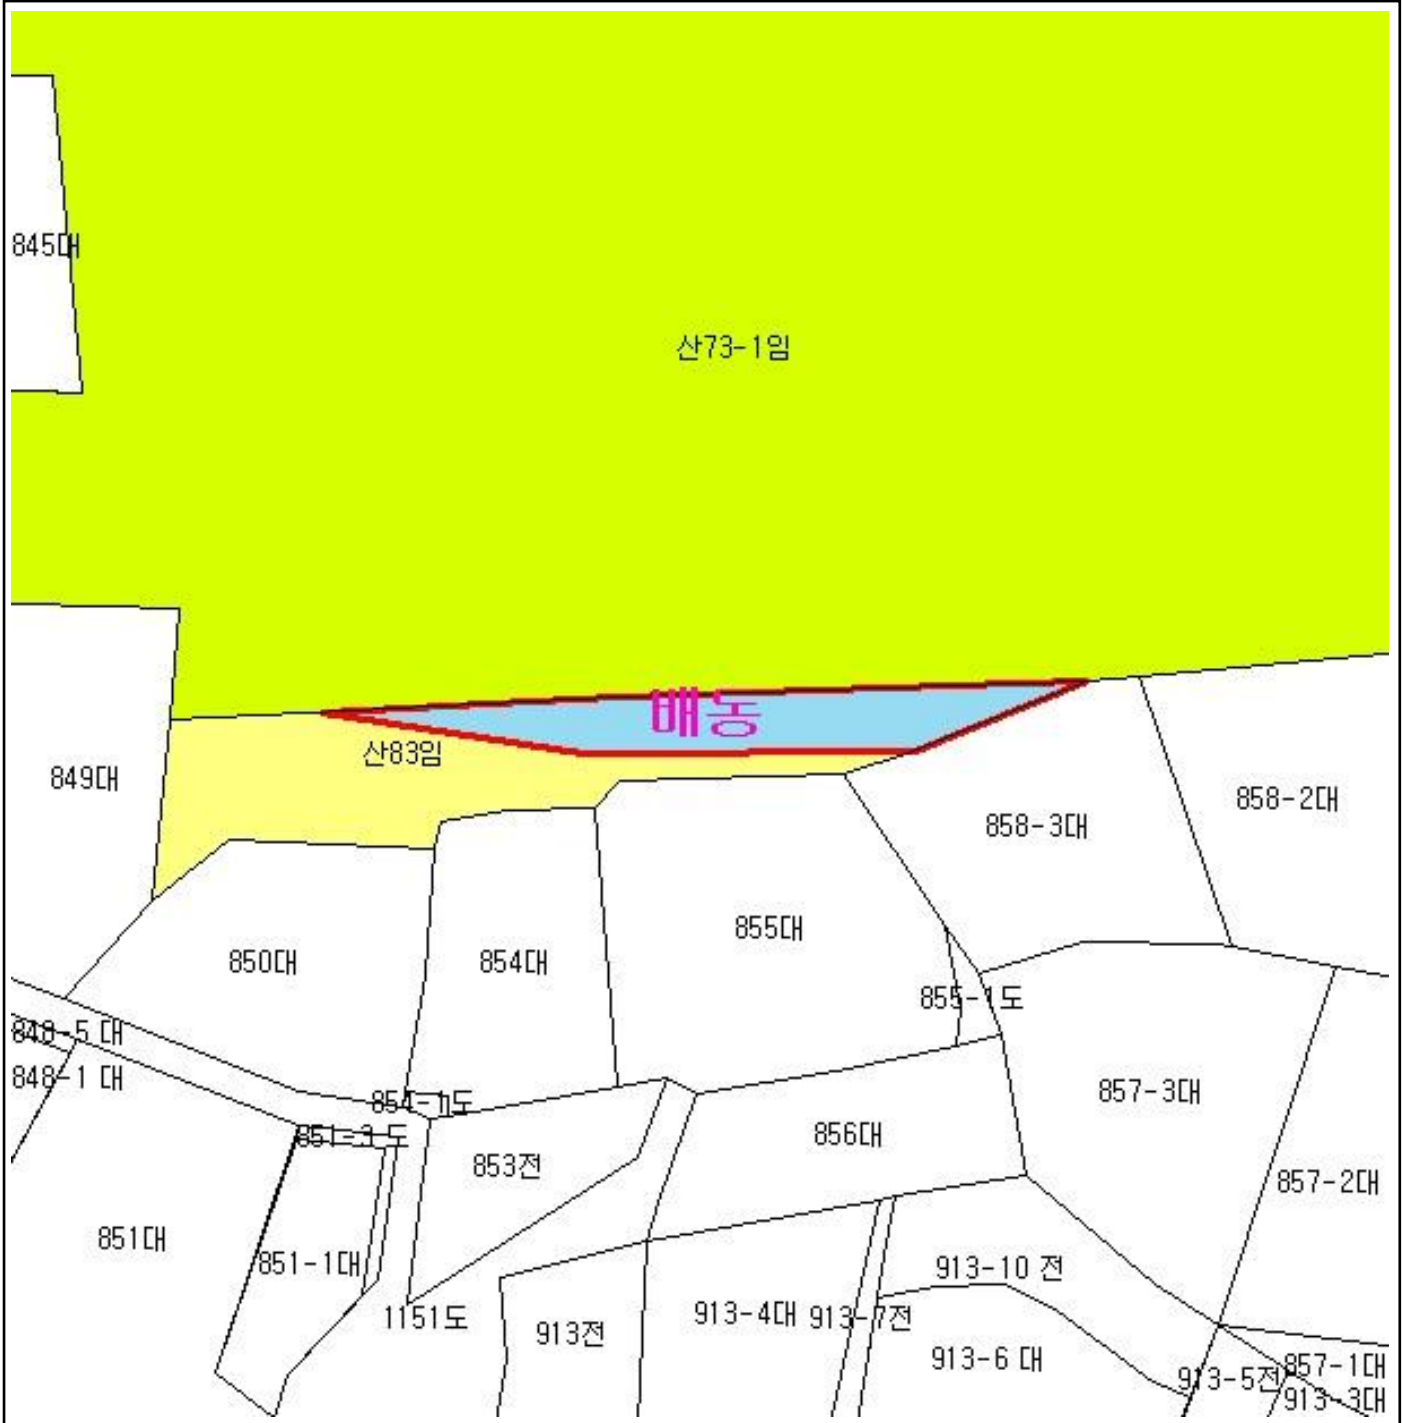 845대
산73-1임
배농
산83임
849대
858-2대
858-3대
855대
850대
854대
855-1도
848-5 대
848-1 대
857-3대
854-1도
856대
851-3 도
853전
857-2대
851대
851-1대
913-10 전
1151도
913-4대
913-7전
913전
913-6 대
857-1대
913-5전
913-3대